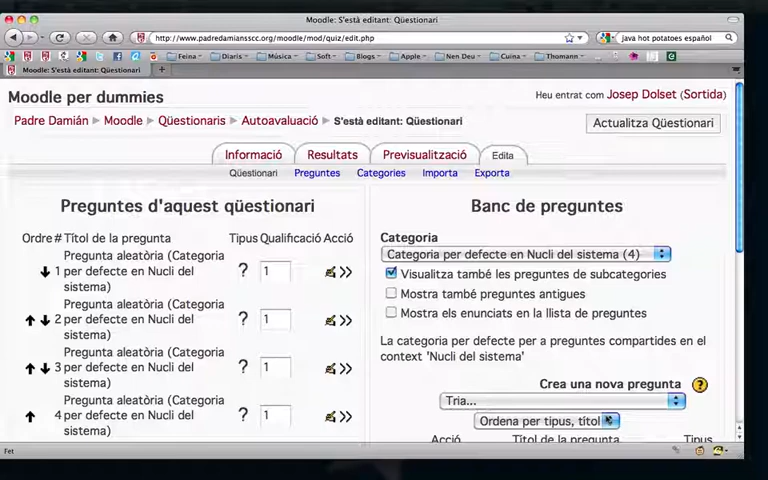 Moodle: S'està editant: Qüestionari
http://www.padredamiansscc.org/moodle/mod/quiz/edit.php
java hot potatoes español
Feina Diaris Música Scott Blogs Apple Nen Deu Cuina Thomann
Moodle: S'està editant: Qüestionari
Moodle per dummies
Heu entrat com Josep Dolset (Sortida)
Padre Damián ► Moodle ► Qüestionaris ► Autoavaluació ► S'està editant: Qüestionari
Actualitza Qüestionari
Informació Resultats Previsualització Edita
Qüestionari Preguntes Categories Importa Exporta
Preguntes d'aquest qüestionari
Ordre # Títol de la pregunta Tipus Qualificació Acció
Pregunta aleatòria (Categoria
1 per defecte en Nucli del ? 1
sistema)
Pregunta aleatòria (Categoria
2 per defecte en Nucli del ? 1
sistema)
Pregunta aleatòria (Categoria
3 per defecte en Nucli del ? 1
sistema)
Pregunta aleatòria (Categoria
4 per defecte en Nucli del ? 1
sistema)
Banc de preguntes
Categoria
Categoria per defecte en Nucli del sistema (4)
Visualitza també les preguntes de subcategories
Mostra també preguntes antigues
Mostra els enunciats en la llista de preguntes
La categoria per defecte per a preguntes compartides en el
context 'Nucli del sistema'
Crea una nova pregunta ?
Tria...
Ordena per tipus, títol
Acció Títol de la pregunta Tipus
Fet